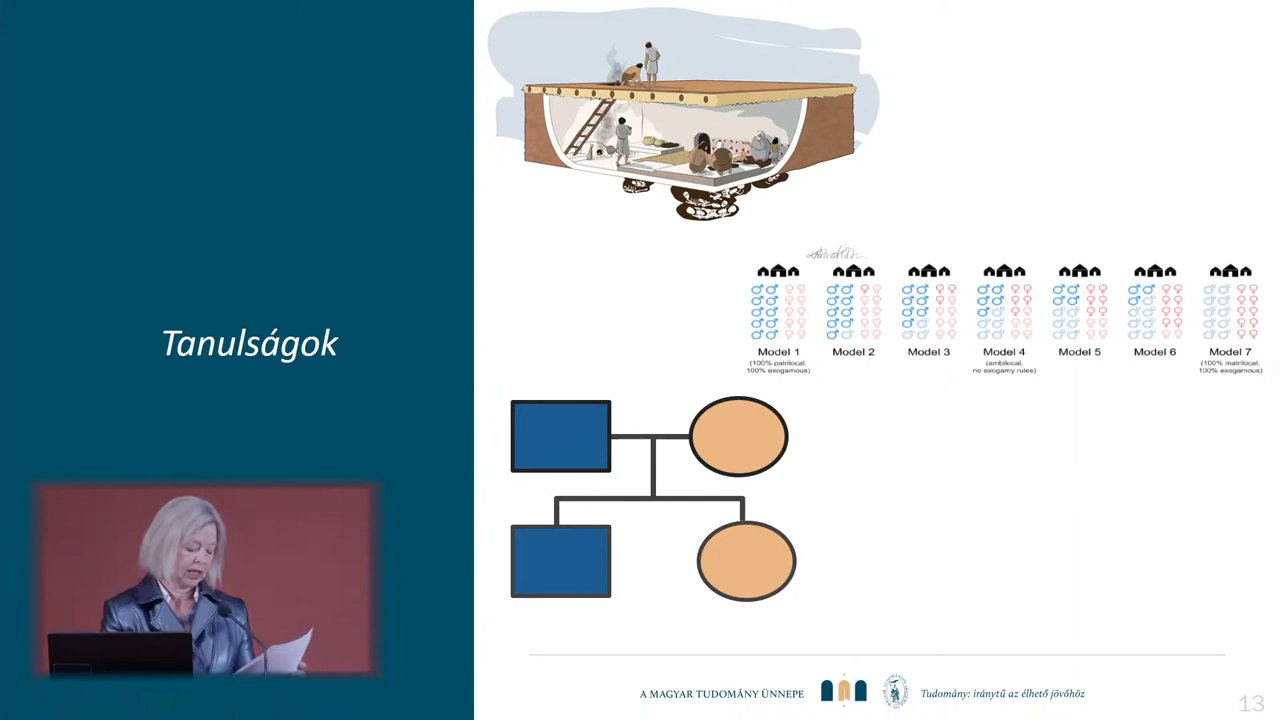 Tanulságok
Model 1
(100% patrilocal,
100% exogamous)
Model 2
Model 3
Model 4
(ambilocal,
no exogamy rules)
Model 5
Model 6
Model 7
(100% matrilocal,
100% exogamous)
A MAGYAR TUDOMÁNY ÜNNEPE
Tudomány: iránytű az élhető jövőhöz
13